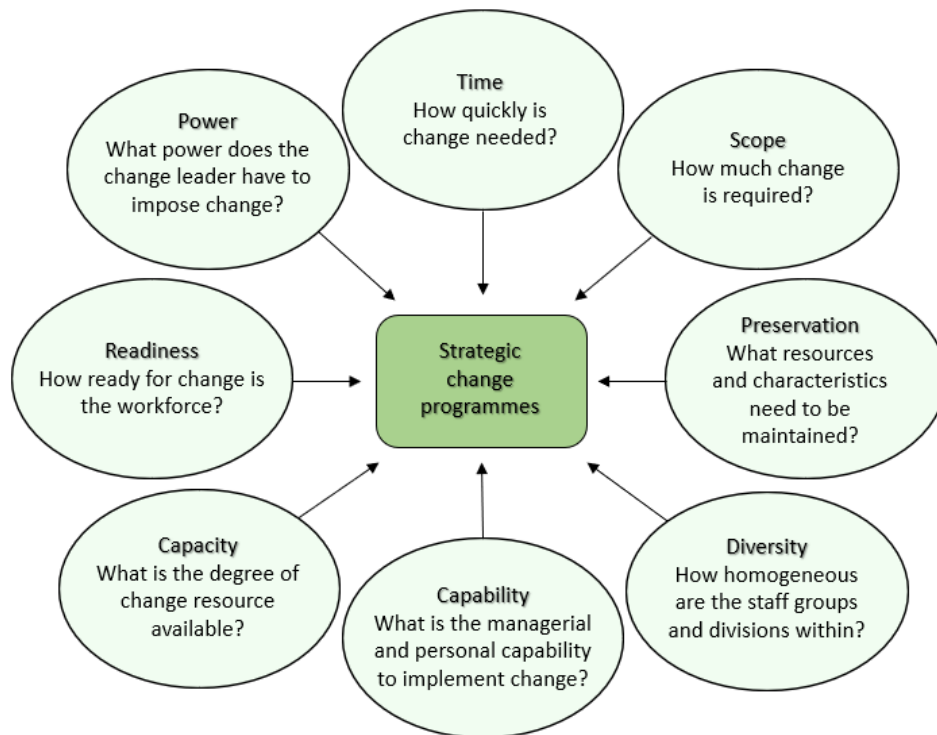 Time
How quickly is
change needed?
Scope
How much change
is required?
Preservation
What resources
and characteristics
need to be
maintained?
Diversity
How homogeneous
are the staff groups
and divisions within?
Capability
What is the managerial
and personal capability
to implement change?
Capacity
What is the degree of
change resource
available?
Readiness
How ready for change is
the workforce?
Power
What power does the
change leader have to
impose change?
Strategic
change
programmes